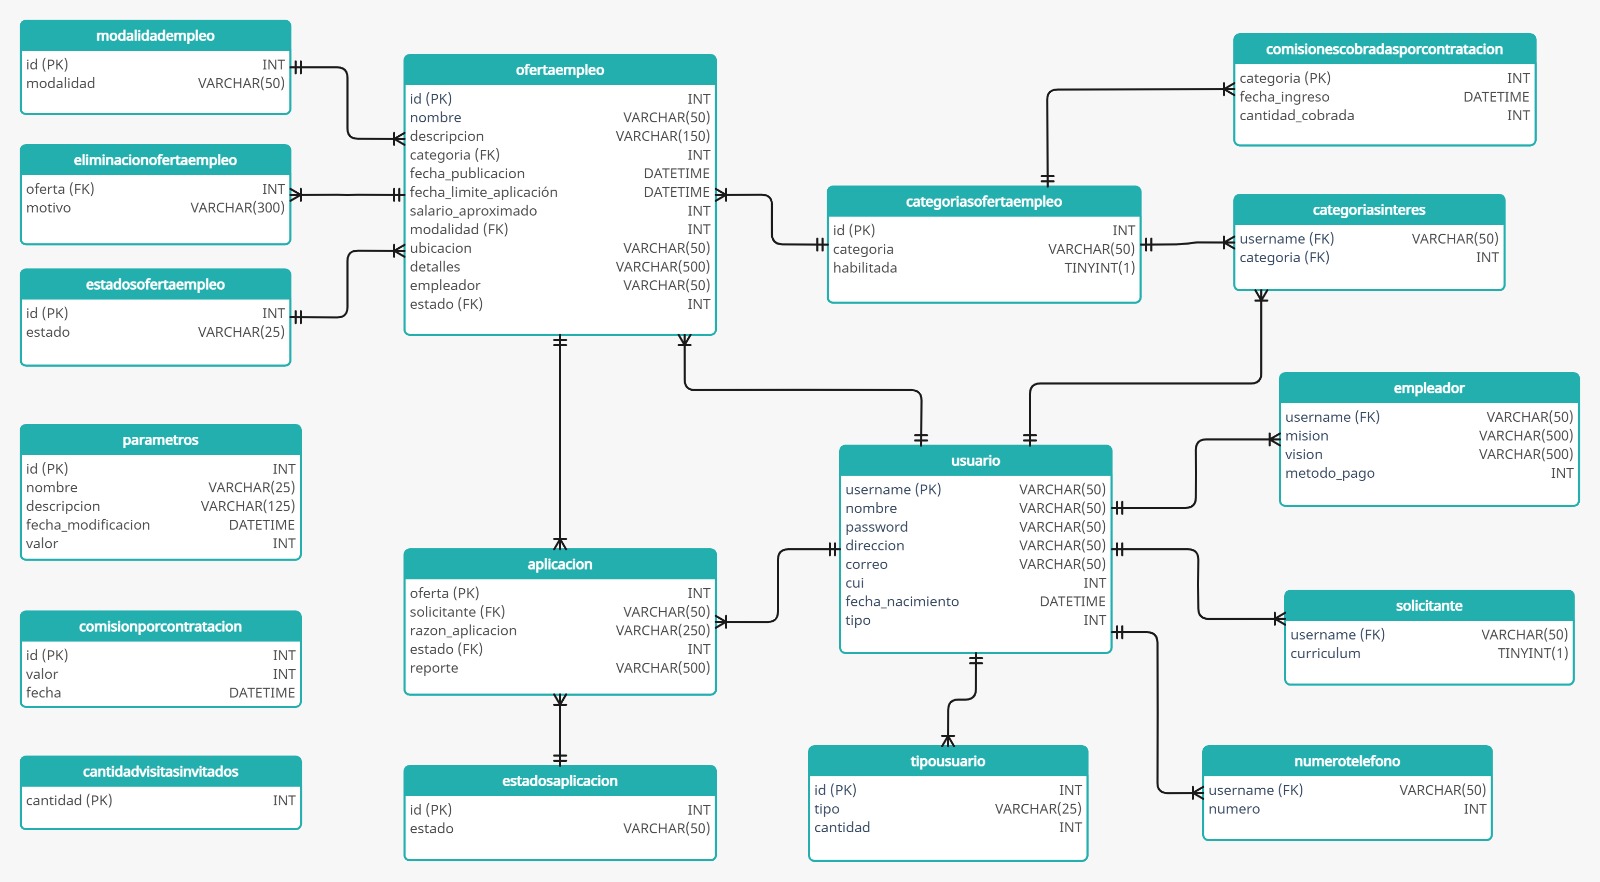 modalidadempleo
id (PK) INT
modalidad VARCHAR(50)
eliminacionofertaempleo
oferta (FK) INT
motivo VARCHAR(300)
estadosofertaempleo
id (PK) INT
estado VARCHAR(25)
parametros
id (PK) INT
nombre VARCHAR(25)
descripcion VARCHAR(125)
fecha_modificacion DATETIME
valor INT
comisionporcontratacion
id (PK) INT
valor INT
fecha DATETIME
cantidadvisitasinvitados
cantidad (PK) INT
ofertaempleo
id (PK) INT
nombre VARCHAR(50)
descripcion VARCHAR(150)
categoria (FK) INT
fecha_publicacion DATETIME
fecha_limite_aplicación DATETIME
salario_aproximado INT
modalidad (FK) INT
ubicacion VARCHAR(50)
detalles VARCHAR(500)
empleador VARCHAR(50)
estado (FK) INT
aplicacion
oferta (PK) INT
solicitante (FK) VARCHAR(50)
razon_aplicacion VARCHAR(250)
estado (FK) INT
reporte VARCHAR(500)
estadosaplicacion
id (PK) INT
estado VARCHAR(50)
categoriasofertaempleo
id (PK) INT
categoria VARCHAR(50)
habilitada TINYINT(1)
usuario
username (PK) VARCHAR(50)
nombre VARCHAR(50)
password VARCHAR(50)
direccion VARCHAR(50)
correo VARCHAR(50)
cui INT
fecha_nacimiento DATETIME
tipo INT
tipousuario
id (PK) INT
tipo VARCHAR(25)
cantidad INT
comisionescobradasporcontratacion
categoria (PK) INT
fecha_ingreso DATETIME
cantidad_cobrada INT
categoriasinteres
username (FK) VARCHAR(50)
categoria (FK) INT
empleador
username (FK) VARCHAR(50)
mision VARCHAR(500)
vision VARCHAR(500)
metodo_pago INT
solicitante
username (FK) VARCHAR(50)
curriculum TINYINT(1)
numerotelefono
username (FK) VARCHAR(50)
numero INT